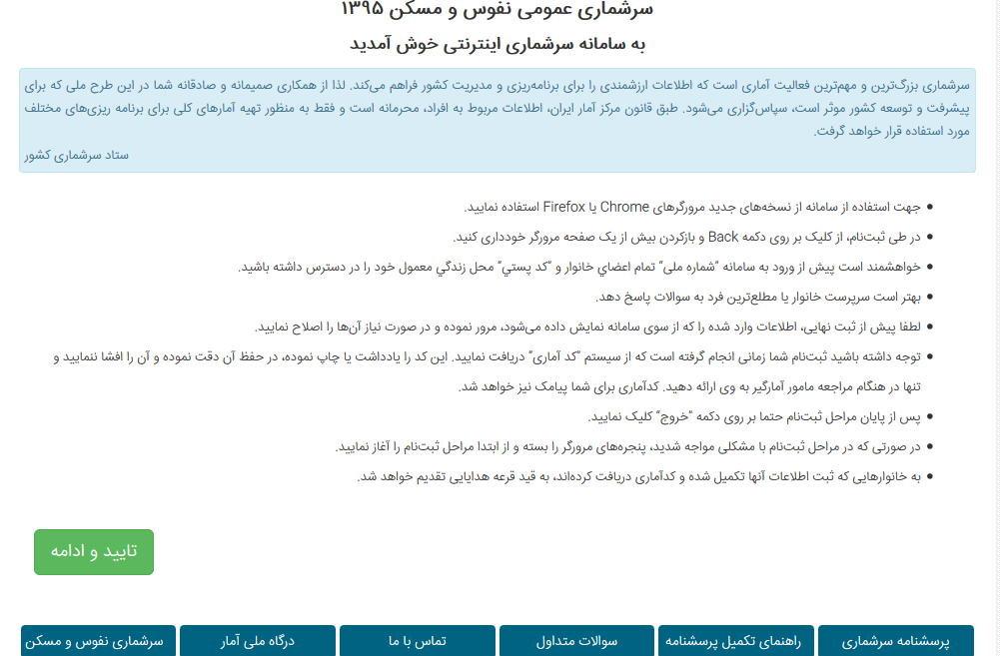 سرشماری عمومی نفوس و مسکن ۱۳۹۵
به سامانه سرشماری اینترنتی خوش آمدید
سرشماری بزرگ‌ترین و مهم‌ترین فعالیت آماری است که اطلاعات ارزشمندی را برای برنامه‌ریزی و مدیریت کشور فراهم می‌کند. لذا از همکاری صمیمانه و صادقانه شما در این طرح ملی که برای
پیشرفت و توسعه کشور موثر است، سپاس‌گزاری می‌شود. طبق قانون مرکز آمار ایران، اطلاعات مربوط به افراد، محرمانه است و فقط به منظور تهیه آمارهای کلی برای برنامه ریزی‌های مختلف
مورد استفاده قرار خواهد گرفت.
ستاد سرشماری کشور
• جهت استفاده از سامانه از نسخه‌های جدید مرورگرهای Chrome یا Firefox استفاده نمایید.
• در طی ثبت‌نام، از کلیک بر روی دکمه Back و بازکردن بیش از یک صفحه مرورگر خودداری کنید.
• خواهشمند است پیش از ورود به سامانه "شماره ملی" تمام اعضاي خانوار و "کد پستي" محل زندگي معمول خود را در دسترس داشته باشید.
• بهتر است سرپرست خانوار یا مطلع‌ترین فرد به سوالات پاسخ دهد.
• لطفا پیش از ثبت نهایی، اطلاعات وارد شده را که از سوی سامانه نمایش داده می‌شود، مرور نموده و در صورت نیاز آن‌ها را اصلاح نمایید.
• توجه داشته باشید ثبت‌نام شما زمانی انجام گرفته است که از سیستم "کد آماری" دریافت نمایید. این کد را یادداشت یا چاپ نموده، در حفظ آن دقت نموده و آن را افشا ننمایید و
تنها در هنگام مراجعه مامور آمارگیر به وی ارائه دهید. کدآماری برای شما پیامک نیز خواهد شد.
• پس از پایان مراحل ثبت‌نام حتما بر روی دکمه "خروج" کلیک نمایید.
• در صورتی که در مراحل ثبت‌نام با مشکلی مواجه شدید، پنجره‌های مرورگر را بسته و از ابتدا مراحل ثبت‌نام را آغاز نمایید.
• به خانوارهایی که ثبت اطلاعات آنها تکمیل شده و کدآماری دریافت کرده‌اند، به قید قرعه هدایایی تقدیم خواهد شد.
تایید و ادامه
پرسشنامه سرشماری
راهنمای تکمیل پرسشنامه
سوالات متداول
تماس با ما
درگاه ملی آمار
سرشماری نفوس و مسکن